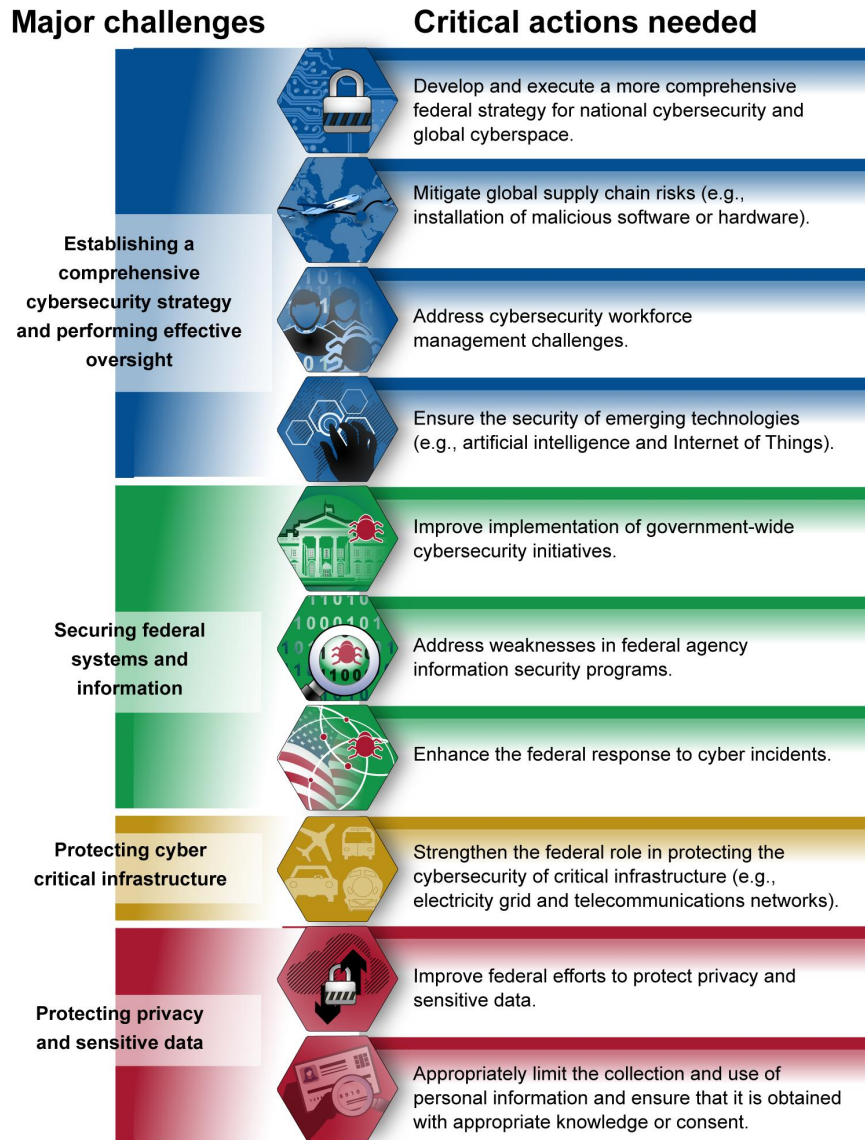 Major challenges
Critical actions needed
Establishing a
comprehensive
cybersecurity strategy
and performing effective
oversight
Develop and execute a more comprehensive
federal strategy for national cybersecurity and
global cyberspace.
Mitigate global supply chain risks (e.g.,
installation of malicious software or hardware).
Address cybersecurity workforce
management challenges.
Ensure the security of emerging technologies
(e.g., artificial intelligence and Internet of Things).
Securing federal
systems and
information
Improve implementation of government-wide
cybersecurity initiatives.
11010
1000101
Address weaknesses in federal agency
information security programs.
Enhance the federal response to cyber incidents.
Protecting cyber
critical infrastructure
Strengthen the federal role in protecting the
cybersecurity of critical infrastructure (e.g.,
electricity grid and telecommunications networks).
Protecting privacy
and sensitive data
Improve federal efforts to protect privacy and
sensitive data.
Appropriately limit the collection and use of
personal information and ensure that it is obtained
with appropriate knowledge or consent.